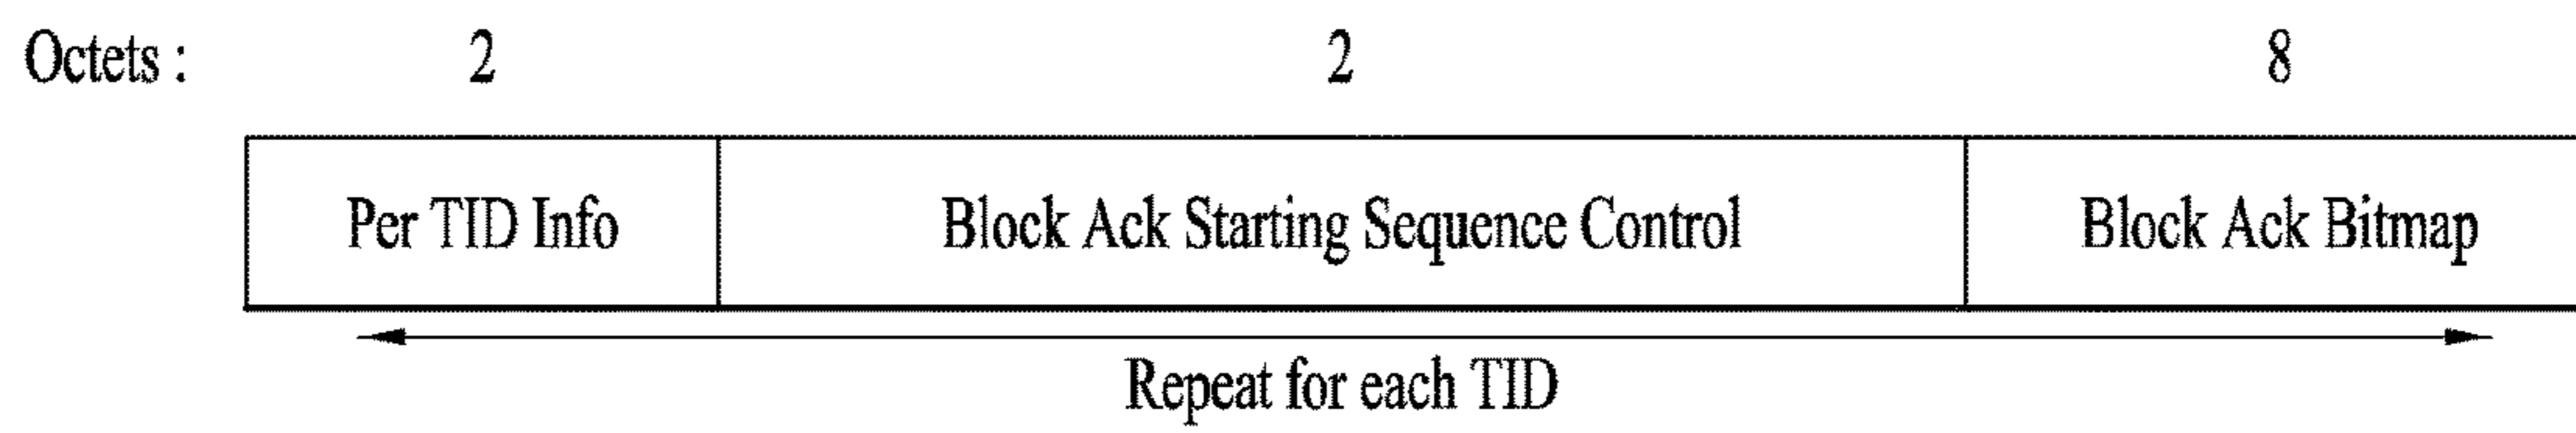 Octets : 2 2 8
Per TID Info Block Ack Starting Sequence Control Block Ack Bitmap
Repeat for each TID